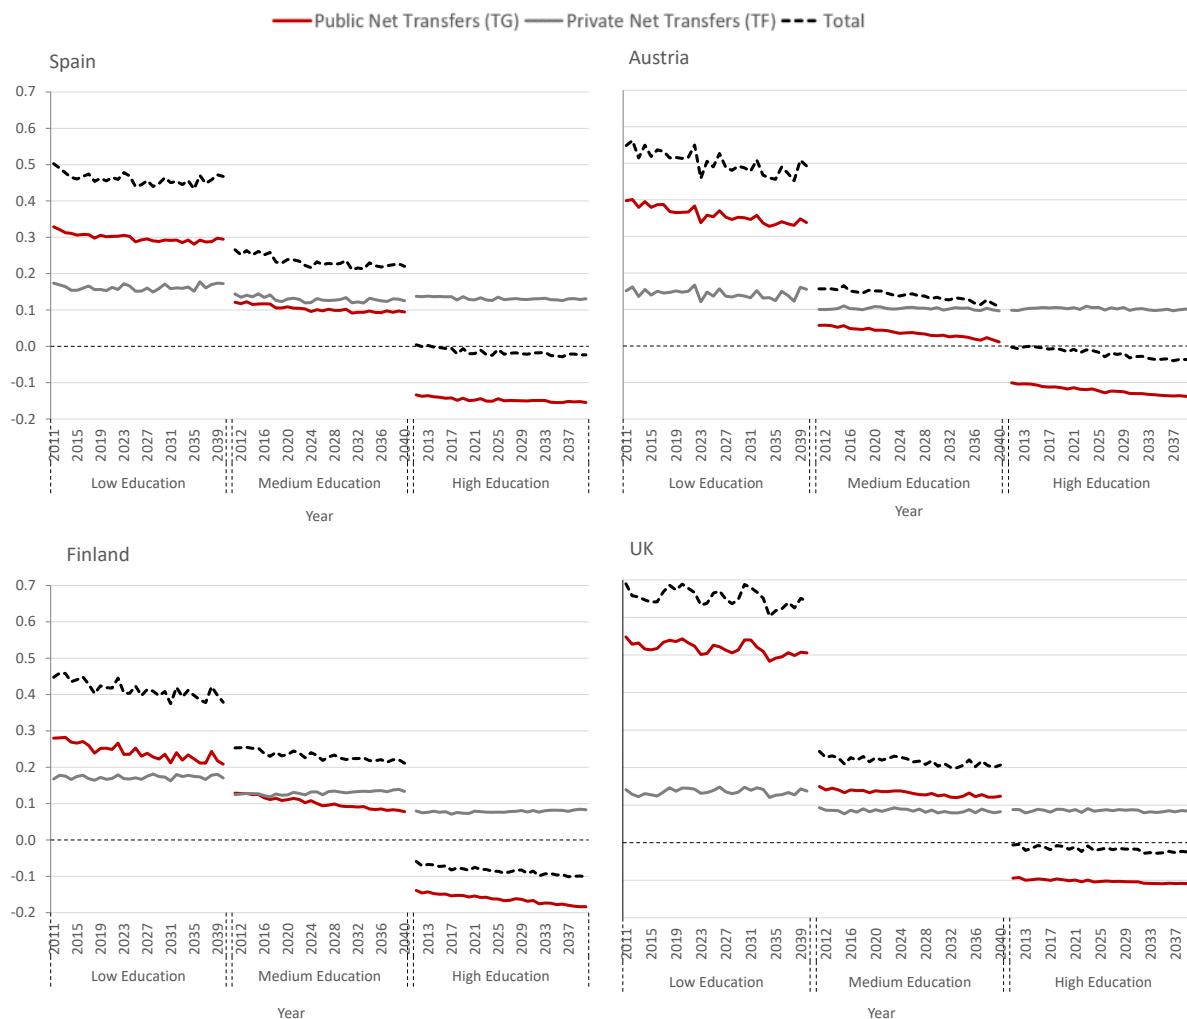 Public Net Transfers (TG) Private Net Transfers (TF) Total
Spain
Austria
0.7
0.6
0.5
0.4
0.3
0.2
0.1
0.0
-0.1
-0.2
2011 2015 2019 2023 2027 2031 2035 2039 2012 2016 2020 2024 2028 2032 2036 2040 2013 2017 2021 2025 2029 2033 2037
Low Education Medium Education High Education
Year
2011 2015 2019 2023 2027 2031 2035 2039 2012 2016 2020 2024 2028 2032 2036 2040 2013 2017 2021 2025 2029 2033 2037
Low Education Medium Education High Education
Year
Finland
UK
0.7
0.6
0.5
0.4
0.3
0.2
0.1
0.0
-0.1
-0.2
2011 2015 2019 2023 2027 2031 2035 2039 2012 2016 2020 2024 2028 2032 2036 2040 2013 2017 2021 2025 2029 2033 2037
Low Education Medium Education High Education
Year
2011 2015 2019 2023 2027 2031 2035 2039 2012 2016 2020 2024 2028 2032 2036 2040 2013 2017 2021 2025 2029 2033 2037
Low Education Medium Education High Education
Year